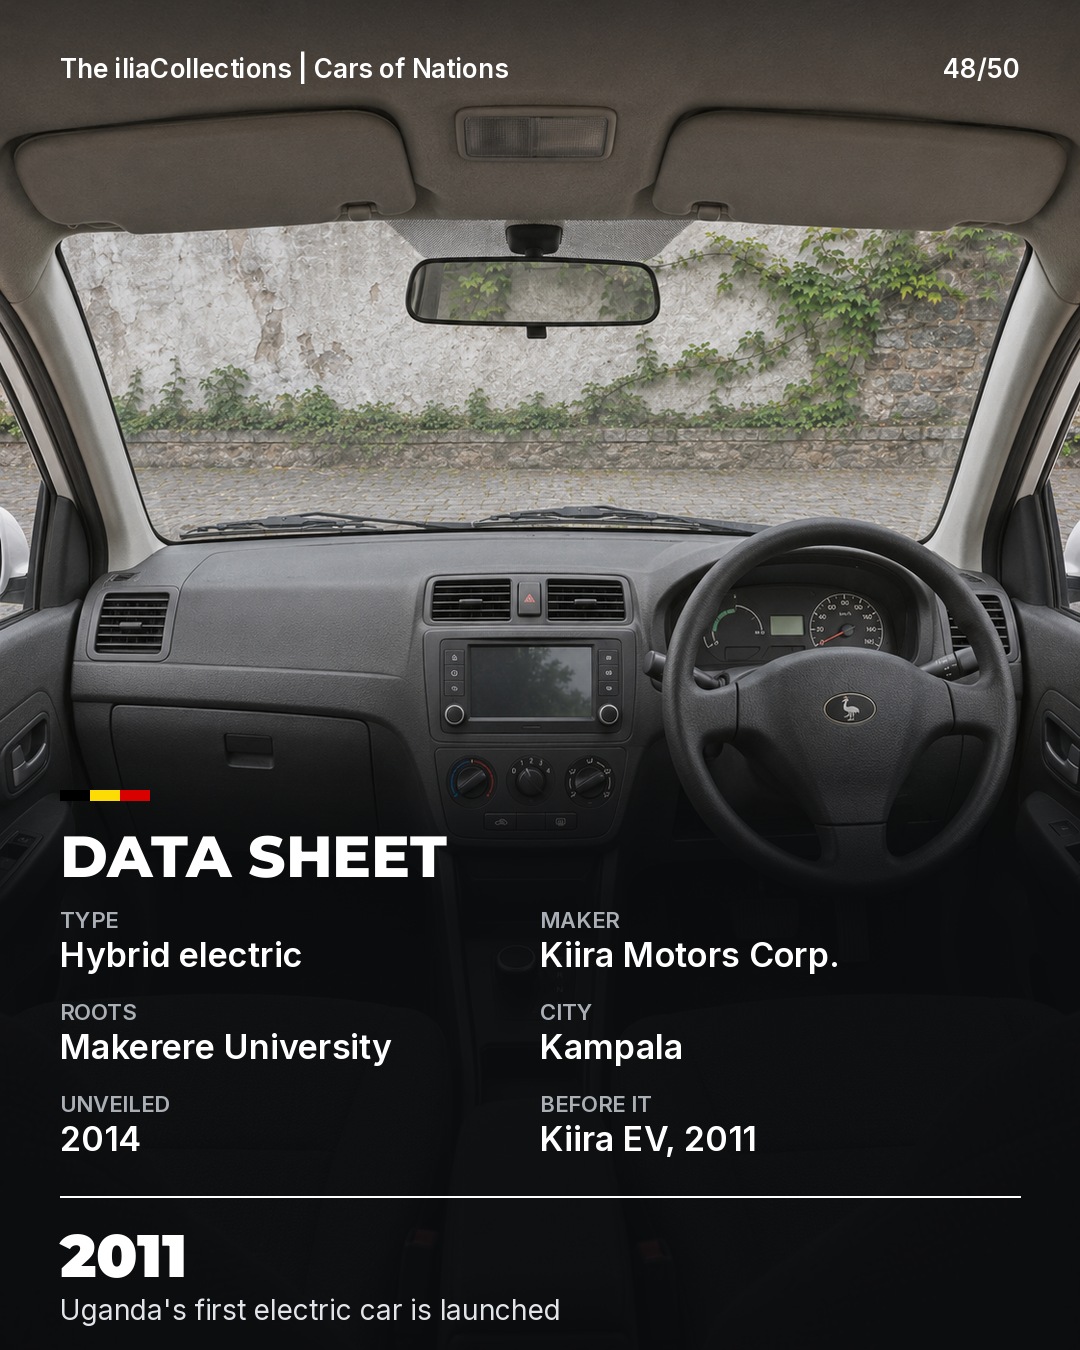 The iliaCollections | Cars of Nations
48/50
DATA SHEET
TYPE
Hybrid electric
MAKER
Kiira Motors Corp.
ROOTS
Makerere University
CITY
Kampala
UNVEILED
2014
BEFORE IT
Kiira EV, 2011
2011
Uganda's first electric car is launched